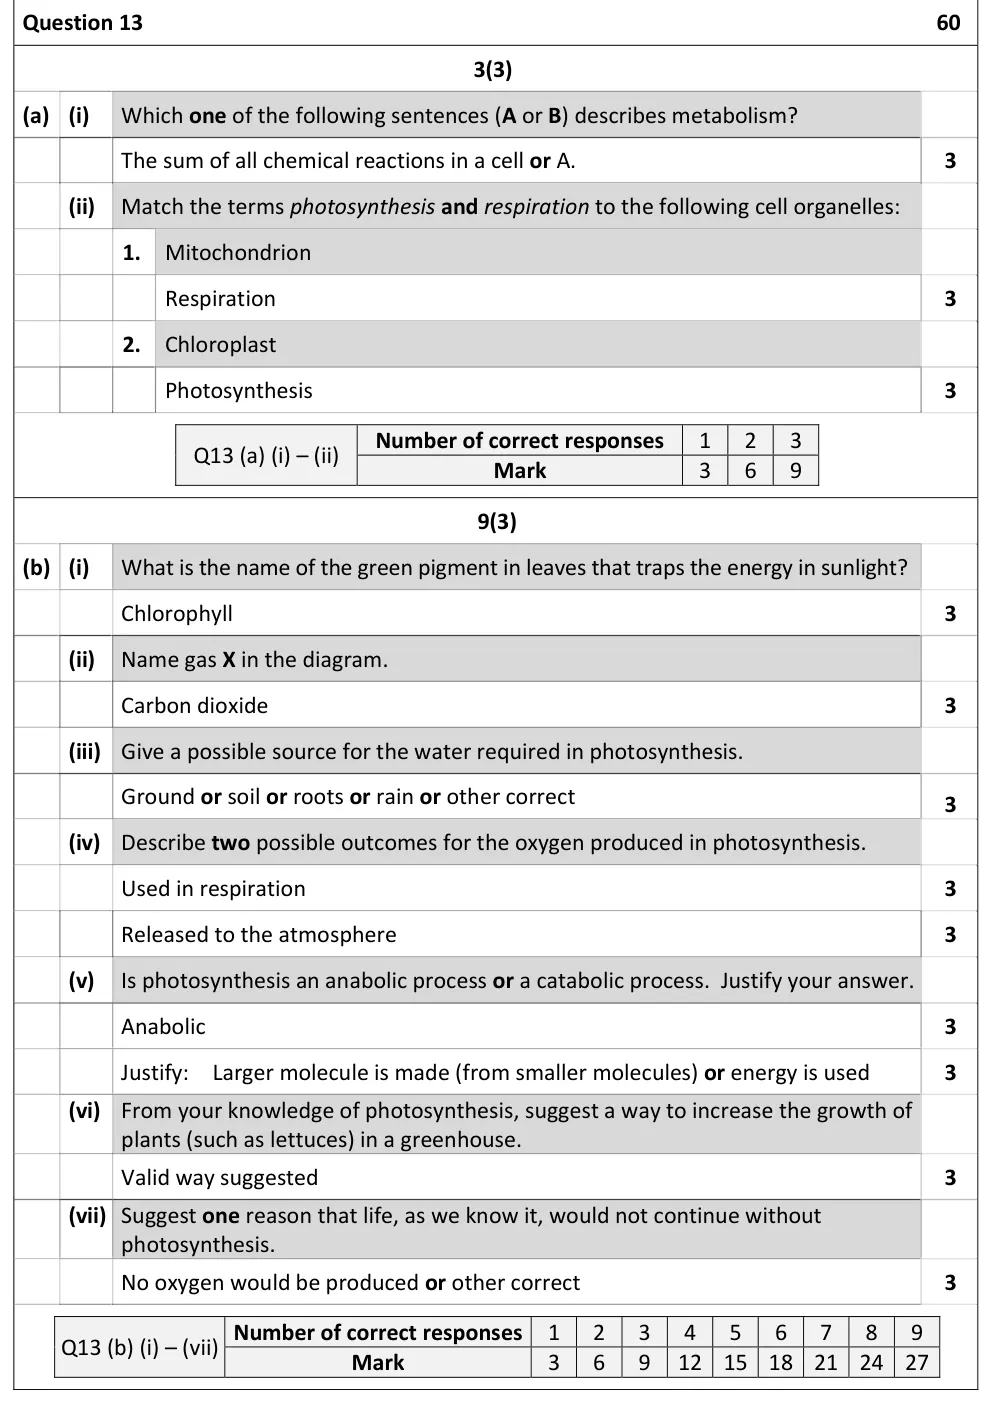 Question 13 60
3(3)
(a) (i) Which one of the following sentences (A or B) describes metabolism?
The sum of all chemical reactions in a cell or A. 3
(ii) Match the terms photosynthesis and respiration to the following cell organelles:
1. Mitochondrion
Respiration 3
2. Chloroplast
Photosynthesis 3
Q13 (a) (i) – (ii)
Number of correct responses 1 2 3
Mark 3 6 9
9(3)
(b) (i) What is the name of the green pigment in leaves that traps the energy in sunlight?
Chlorophyll 3
(ii) Name gas X in the diagram.
Carbon dioxide 3
(iii) Give a possible source for the water required in photosynthesis.
Ground or soil or roots or rain or other correct 3
(iv) Describe two possible outcomes for the oxygen produced in photosynthesis.
Used in respiration 3
Released to the atmosphere 3
(v) Is photosynthesis an anabolic process or a catabolic process. Justify your answer.
Anabolic 3
Justify: Larger molecule is made (from smaller molecules) or energy is used 3
(vi) From your knowledge of photosynthesis, suggest a way to increase the growth of
plants (such as lettuces) in a greenhouse.
Valid way suggested 3
(vii) Suggest one reason that life, as we know it, would not continue without
photosynthesis.
No oxygen would be produced or other correct 3
Q13 (b) (i) – (vii)
Number of correct responses 1 2 3 4 5 6 7 8 9
Mark 3 6 9 12 15 18 21 24 27